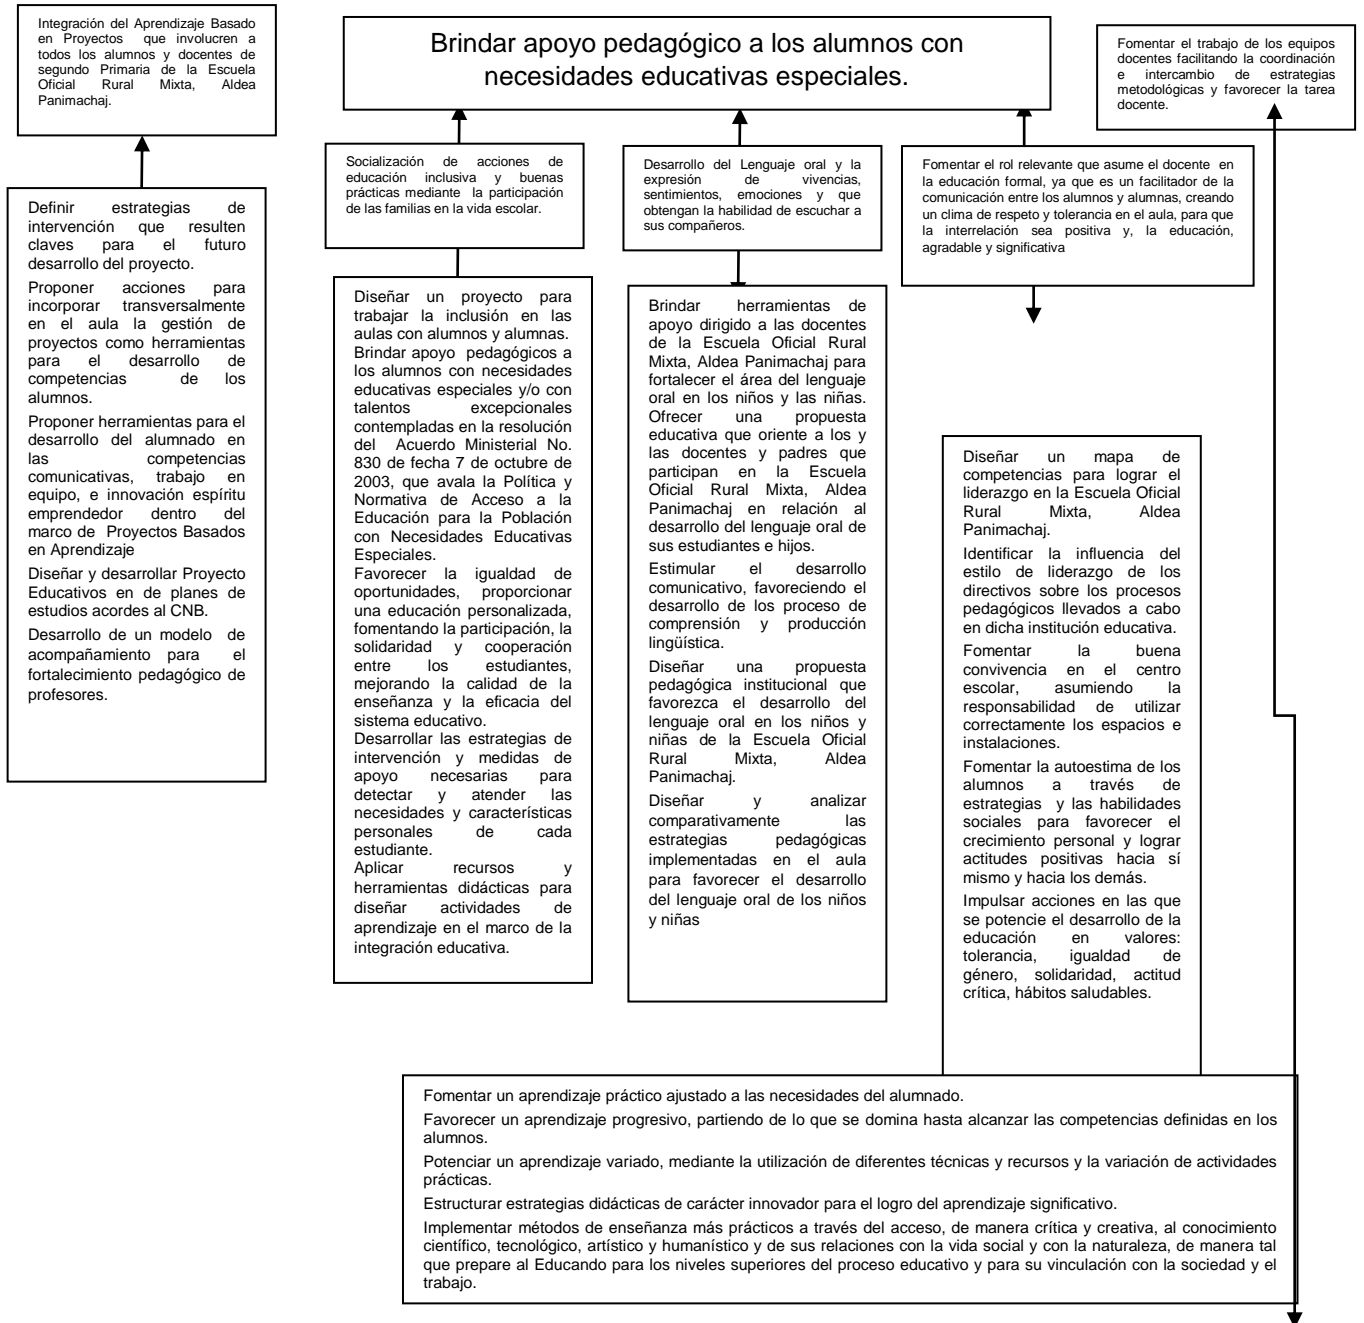 Integración del Aprendizaje Basado
en Proyectos que involucren a
todos los alumnos y docentes de
segundo Primaria de la Escuela
Oficial Rural Mixta, Aldea
Panimachaj.
Brindar apoyo pedagógico a los alumnos con
necesidades educativas especiales.
Fomentar el trabajo de los equipos
docentes facilitando la coordinación
e intercambio de estrategias
metodológicas y favorecer la tarea
docente.
Socialización de acciones de
educación inclusiva y buenas
prácticas mediante la participación
de las familias en la vida escolar.
Desarrollo del Lenguaje oral y la
expresión de vivencias,
sentimientos, emociones y que
obtengan la habilidad de escuchar a
sus compañeros.
Fomentar el rol relevante que asume el docente en
la educación formal, ya que es un facilitador de la
comunicación entre los alumnos y alumnas, creando
un clima de respeto y tolerancia en el aula, para que
la interrelación sea positiva y, la educación,
agradable y significativa
Definir estrategias de
intervención que resulten
claves para el futuro
desarrollo del proyecto.
Proponer acciones para
incorporar transversalmente
en el aula la gestión de
proyectos como herramientas
para el desarrollo de
competencias de los
alumnos.
Proponer herramientas para el
desarrollo del alumnado en
las competencias
comunicativas, trabajo en
equipo, e innovación espíritu
emprendedor dentro del
marco de Proyectos Basados
en Aprendizaje
Diseñar y desarrollar Proyecto
Educativos en de planes de
estudios acordes al CNB.
Desarrollo de un modelo de
acompañamiento para el
fortalecimiento pedagógico de
profesores.
Diseñar un proyecto para
trabajar la inclusión en las
aulas con alumnos y alumnas.
Brindar apoyo pedagógicos a
los alumnos con necesidades
educativas especiales y/o con
talentos excepcionales
contempladas en la resolución
del Acuerdo Ministerial No.
830 de fecha 7 de octubre de
2003, que avala la Política y
Normativa de Acceso a la
Educación para la Población
con Necesidades Educativas
Especiales.
Favorecer la igualdad de
oportunidades, proporcionar
una educación personalizada,
fomentando la participación, la
solidaridad y cooperación
entre los estudiantes,
mejorando la calidad de la
enseñanza y la eficacia del
sistema educativo.
Desarrollar las estrategias de
intervención y medidas de
apoyo necesarias para
detectar y atender las
necesidades y características
personales de cada
estudiante.
Aplicar recursos y
herramientas didácticas para
diseñar actividades de
aprendizaje en el marco de la
integración educativa.
Brindar herramientas de
apoyo dirigido a las docentes
de la Escuela Oficial Rural
Mixta, Aldea Panimachaj para
fortalecer el área del lenguaje
oral en los niños y las niñas.
Ofrecer una propuesta
educativa que oriente a los y
las docentes y padres que
participan en la Escuela
Oficial Rural Mixta, Aldea
Panimachaj en relación al
desarrollo del lenguaje oral de
sus estudiantes e hijos.
Estimular el desarrollo
comunicativo, favoreciendo el
desarrollo de los proceso de
comprensión y producción
lingüística.
Diseñar una propuesta
pedagógica institucional que
favorezca el desarrollo del
lenguaje oral en los niños y
niñas de la Escuela Oficial
Rural Mixta, Aldea
Panimachaj.
Diseñar y analizar
comparativamente las
estrategias pedagógicas
implementadas en el aula
para favorecer el desarrollo
del lenguaje oral de los niños
y niñas
Diseñar un mapa de
competencias para lograr el
liderazgo en la Escuela Oficial
Rural Mixta, Aldea
Panimachaj.
Identificar la influencia del
estilo de liderazgo de los
directivos sobre los procesos
pedagógicos llevados a cabo
en dicha institución educativa.
Fomentar la buena
convivencia en el centro
escolar, asumiendo la
responsabilidad de utilizar
correctamente los espacios e
instalaciones.
Fomentar la autoestima de los
alumnos a través de
estrategias y las habilidades
sociales para favorecer el
crecimiento personal y lograr
actitudes positivas hacia sí
mismo y hacia los demás.
Impulsar acciones en las que
se potencie el desarrollo de la
educación en valores:
tolerancia, igualdad de
género, solidaridad, actitud
crítica, hábitos saludables.
Fomentar un aprendizaje práctico ajustado a las necesidades del alumnado.
Favorecer un aprendizaje progresivo, partiendo de lo que se domina hasta alcanzar las competencias definidas en los
alumnos.
Potenciar un aprendizaje variado, mediante la utilización de diferentes técnicas y recursos y la variación de actividades
prácticas.
Estructurar estrategias didácticas de carácter innovador para el logro del aprendizaje significativo.
Implementar métodos de enseñanza más prácticos a través del acceso, de manera crítica y creativa, al conocimiento
científico, tecnológico, artístico y humanístico y de sus relaciones con la vida social y con la naturaleza, de manera tal
que prepare al Educando para los niveles superiores del proceso educativo y para su vinculación con la sociedad y el
trabajo.